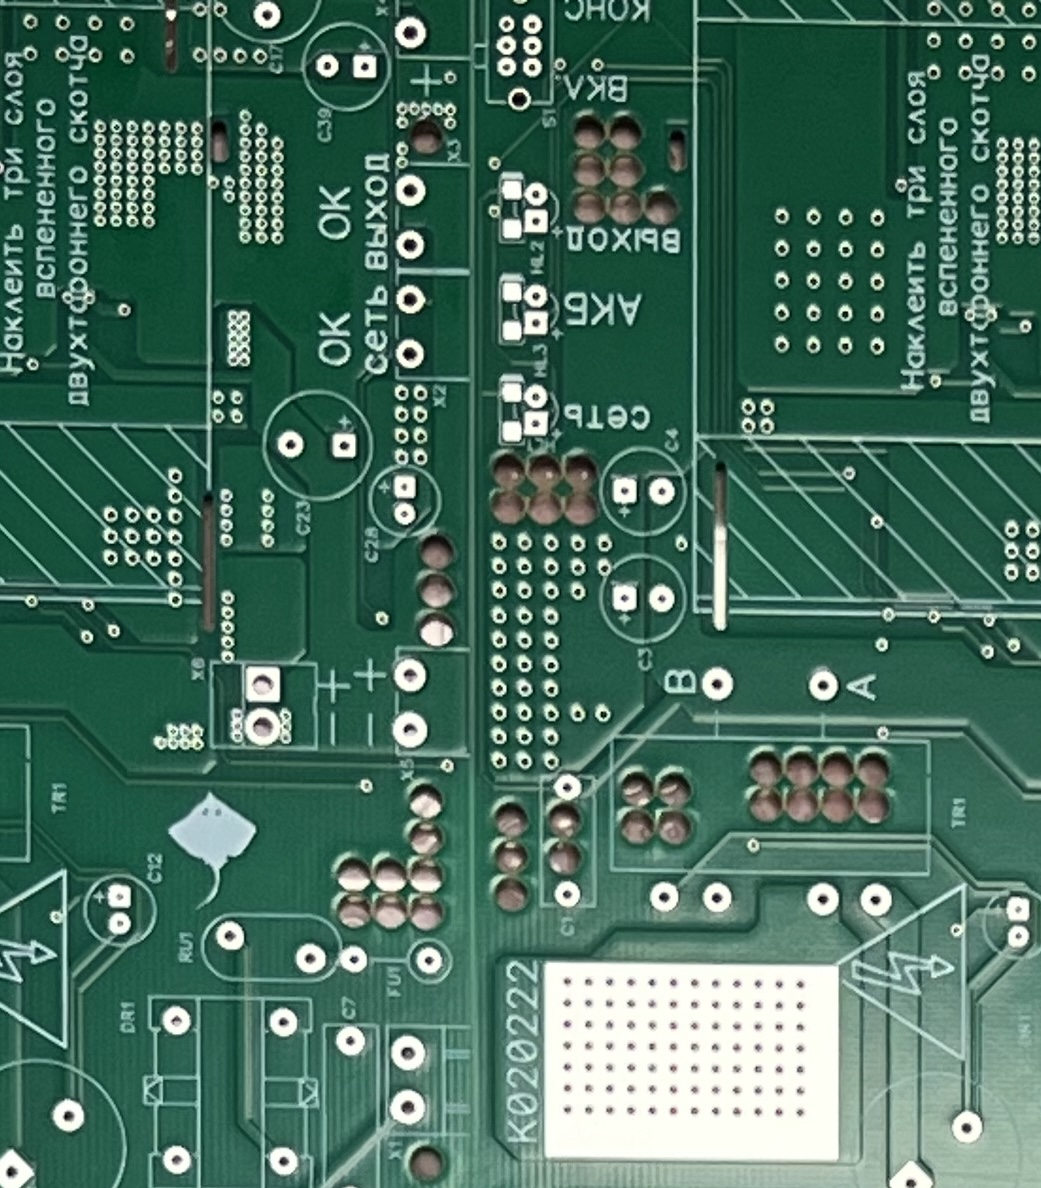 Наклеить три слоя
вспененного
двухтфроннего скотча
C17
C39
X3
ОК ОК
сеть выход
КОНС
ВКЛ
S1
ВЫХОД
HL2
АКБ
HL3
сеть
Наклеить три слоя
вспененного
двухтфроннего скотча
X2
C23
C28
C4
C3
X6
+ +
− −
X5
B
A
TR1
TR1
C12
RU1
FU1
C7
DR1
C1
X1
K020222